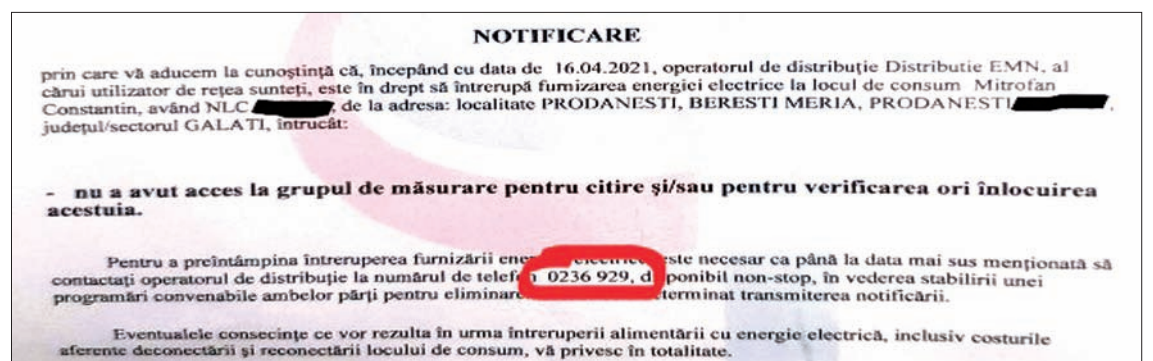 NOTIFICARE
prin care vă aducem la cunoştinţă că, începând cu data de 16.04.2021, operatorul de distribuţie Distributie EMN, al
cărui utilizator de reţea sunteţi, este în drept să întrerupă furnizarea energiei electrice la locul de consum Mitrofan
Constantin, având NLC de la adresa: localitate PRODANESTI, BERESTI MERIA, PRODANESTI ,
judeţul/sectorul GALATI, întrucât:
- nu a avut acces la grupul de măsurare pentru citire şi/sau pentru verificarea ori înlocuirea
acestuia.
Pentru a preîntâmpina întreruperea furnizării este necesar ca până la data mai sus menţionată să
contactaţi operatorul de distribuţie la numărul de telefon 0236 929, disponibil non-stop, în vederea stabilirii unei
programări convenabile ambelor părţi pentru transmiterea notificării.
Eventualele consecinţe ce vor rezulta în urma întreruperii alimentării cu energie electrică, inclusiv costurile
aferente deconectării şi reconectării locului de consum, vă privesc în totalitate.